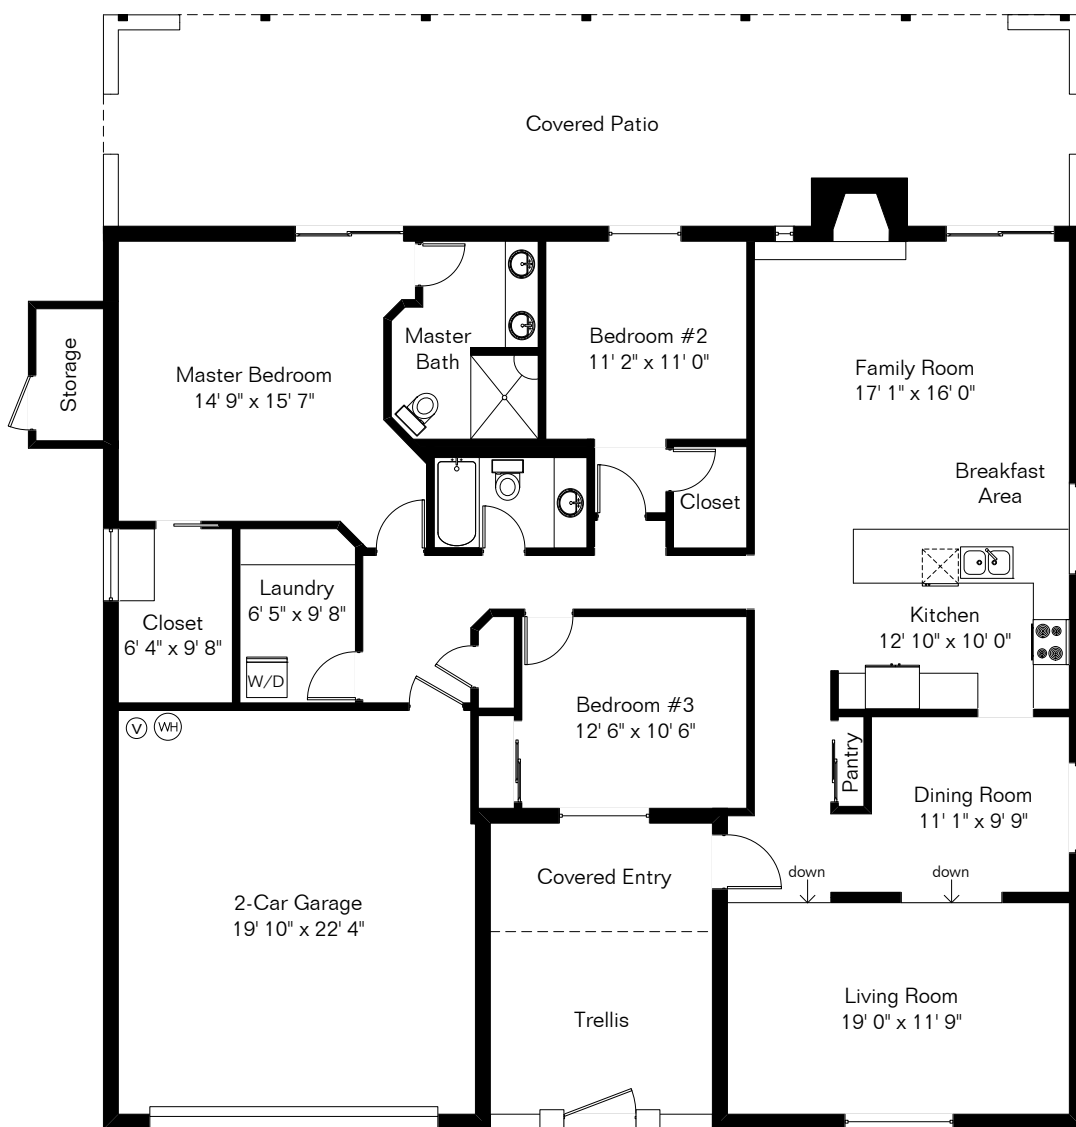 Covered Patio
Storage
Master Bedroom
14' 9" x 15' 7"
Master
Bath
Bedroom #2
11' 2" x 11' 0"
Family Room
17' 1" x 16' 0"
Breakfast
Area
Closet
Laundry
6' 5" x 9' 8"
W/D
Closet
6' 4" x 9' 8"
Kitchen
12' 10" x 10' 0"
V
WH
Bedroom #3
12' 6" x 10' 6"
Pantry
Dining Room
11' 1" x 9' 9"
down
down
Covered Entry
2-Car Garage
19' 10" x 22' 4"
Trellis
Living Room
19' 0" x 11' 9"